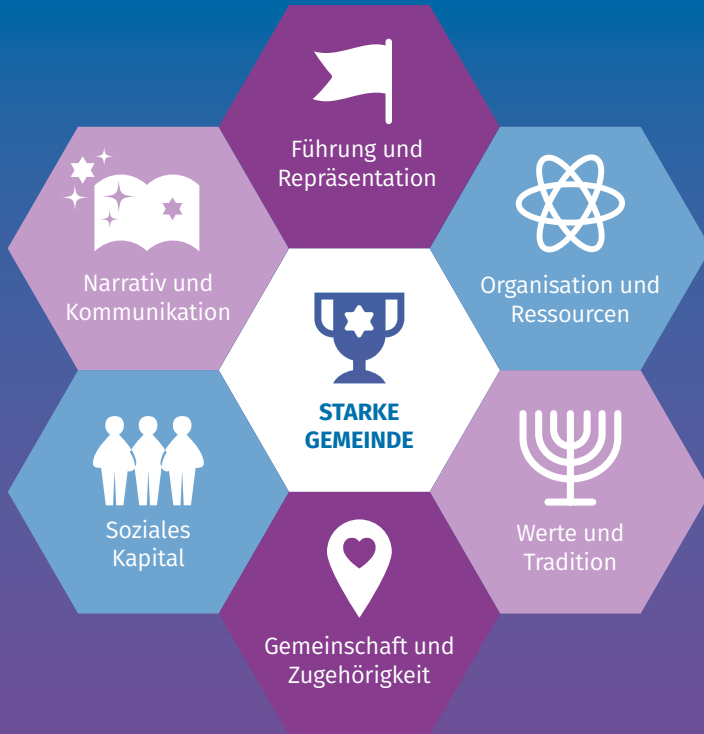 Führung und
Repräsentation
Narrativ und
Kommunikation
Organisation und
Ressourcen
STARKE
GEMEINDE
Soziales
Kapital
Werte und
Tradition
Gemeinschaft und
Zugehörigkeit